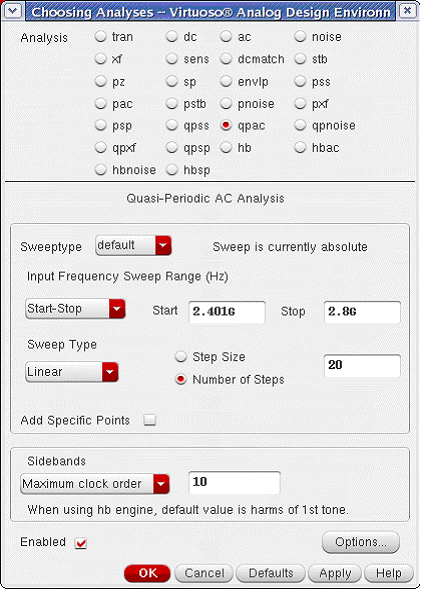 Choosing Analyses -- Virtuoso® Analog Design Environn
Analysis tran dc ac noise
xf sens dcmatch stb
pz sp envlp pss
pac pstb pnoise pxf
psp qpss qpac qpnoise
qpxf qpsp hb hbac
hbnoise hbsp
Quasi-Periodic AC Analysis
Sweeptype default Sweep is currently absolute
Input Frequency Sweep Range (Hz)
Start-Stop Start 2.401G Stop 2.8G
Sweep Type
Linear
Step Size
Number of Steps
20
Add Specific Points
Sidebands
Maximum clock order 10
When using hb engine, default value is harms of 1st tone.
Enabled Options...
OK Cancel Defaults Apply Help